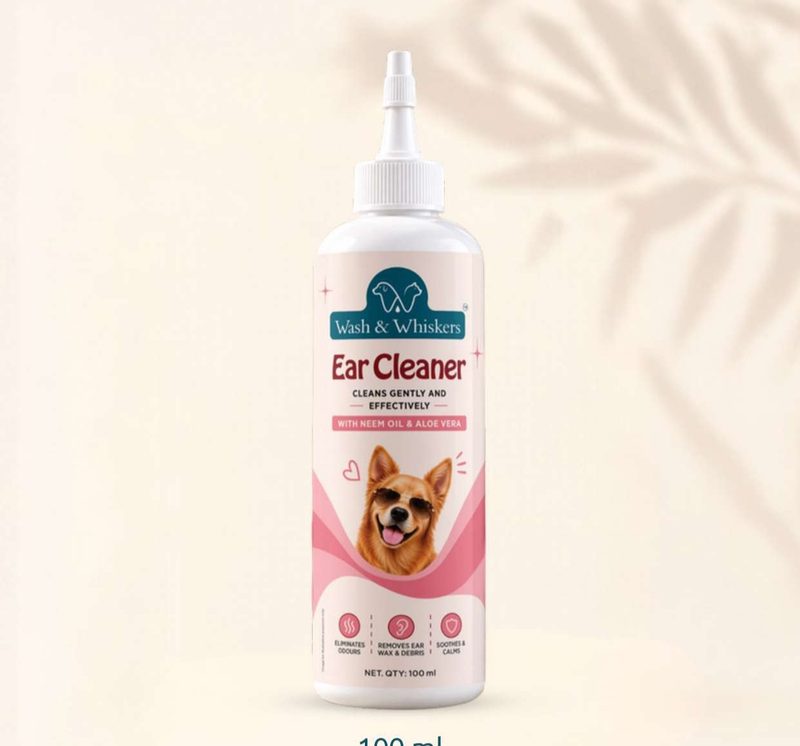 Wash & Whiskers
Ear Cleaner
CLEANS GENTLY AND
EFFECTIVELY
WITH NEEM OIL & ALOE VERA
ELIMINATES
ODOURS
REMOVES EAR
WAX & DEBRIS
SOOTHES &
CALMS
NET. QTY: 100 ml